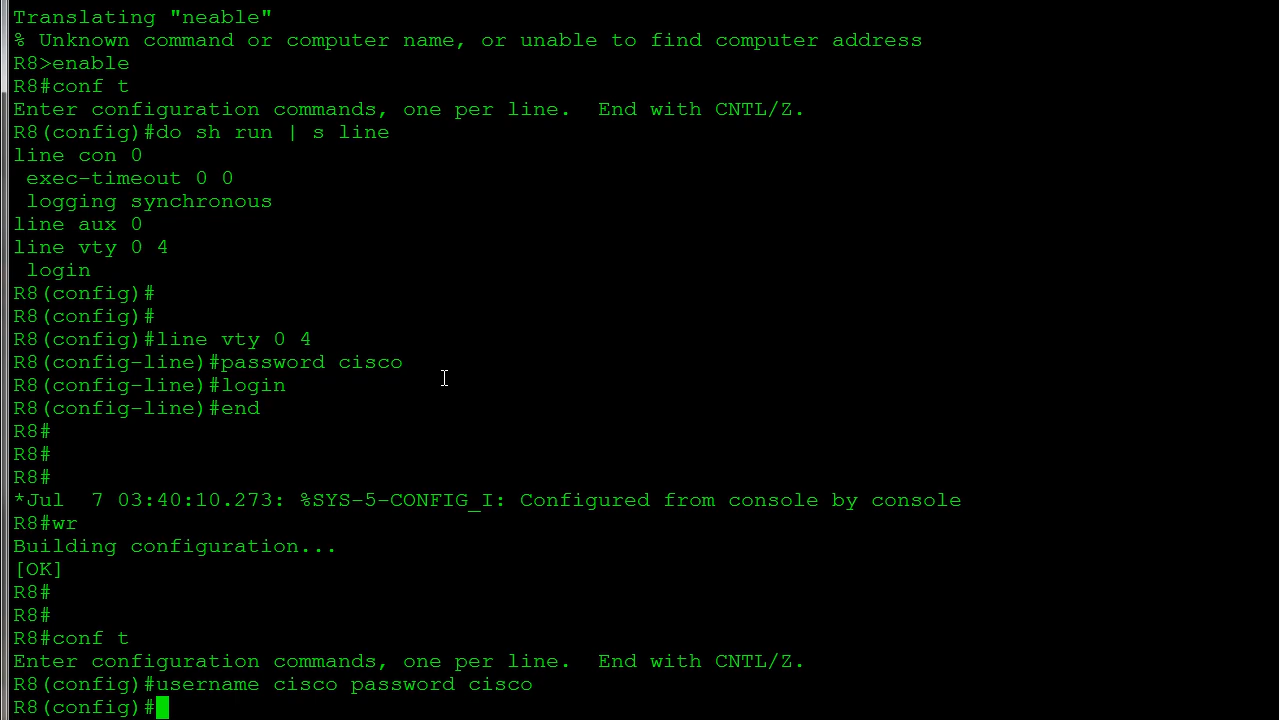 Translating "neable"
% Unknown command or computer name, or unable to find computer address
R8>enable
R8#conf t
Enter configuration commands, one per line.  End with CNTL/Z.
R8(config)#do sh run | s line
line con 0
 exec-timeout 0 0
 logging synchronous
line aux 0
line vty 0 4
 login
R8(config)#
R8(config)#
R8(config)#line vty 0 4
R8(config-line)#password cisco
R8(config-line)#login
R8(config-line)#end
R8#
R8#
R8#
*Jul  7 03:40:10.273: %SYS-5-CONFIG_I: Configured from console by console
R8#wr
Building configuration...
[OK]
R8#
R8#
R8#conf t
Enter configuration commands, one per line.  End with CNTL/Z.
R8(config)#username cisco password cisco
R8(config)#